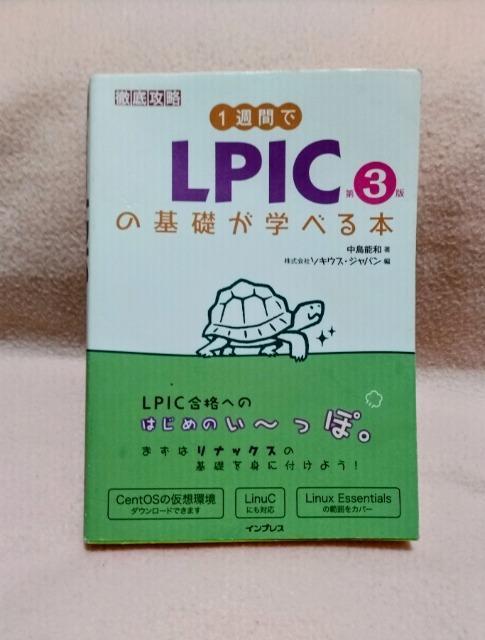 徹底攻略
1週間で
LPIC 第3版
の基礎が学べる本
中島能和 著
株式会社ソキウス・ジャパン 編
LPIC合格への
はじめのい〜っぽ。
まずはリナックスの
基礎を身に付けよう!
CentOSの仮想環境
ダウンロードできます
LinuC
にも対応
Linux Essentials
の範囲をカバー
インプレス